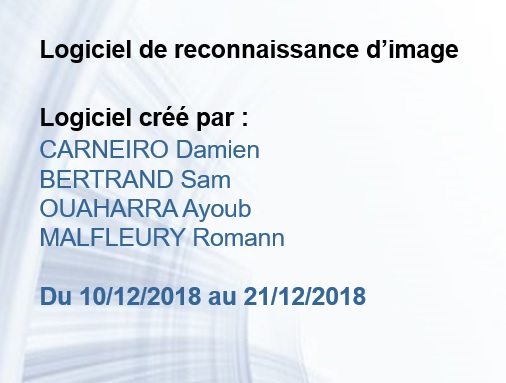 Logiciel de reconnaissance d’image
Logiciel créé par :
CARNEIRO Damien
BERTRAND Sam
OUAHARRA Ayoub
MALFLEURY Romann
Du 10/12/2018 au 21/12/2018